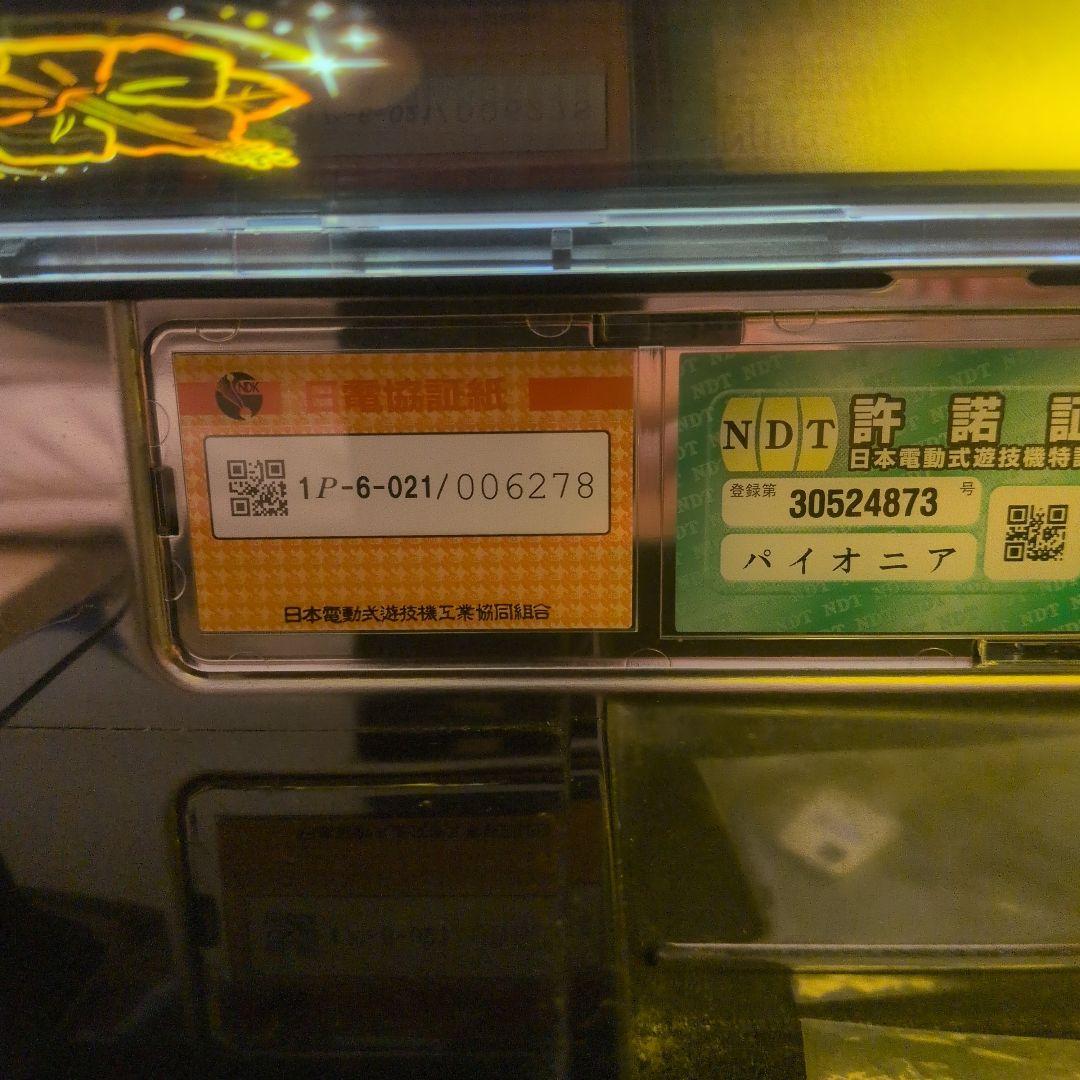 NDK
日電協証紙
1P-6-021/006278
日本電動式遊技機工業協同組合
NDT 許諾証
日本電動式遊技機特許
登録第 30524873 号
パイオニア